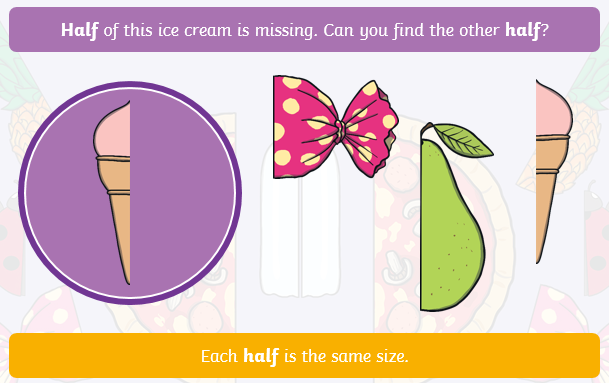 Half of this ice cream is missing. Can you find the other half?
Each half is the same size.